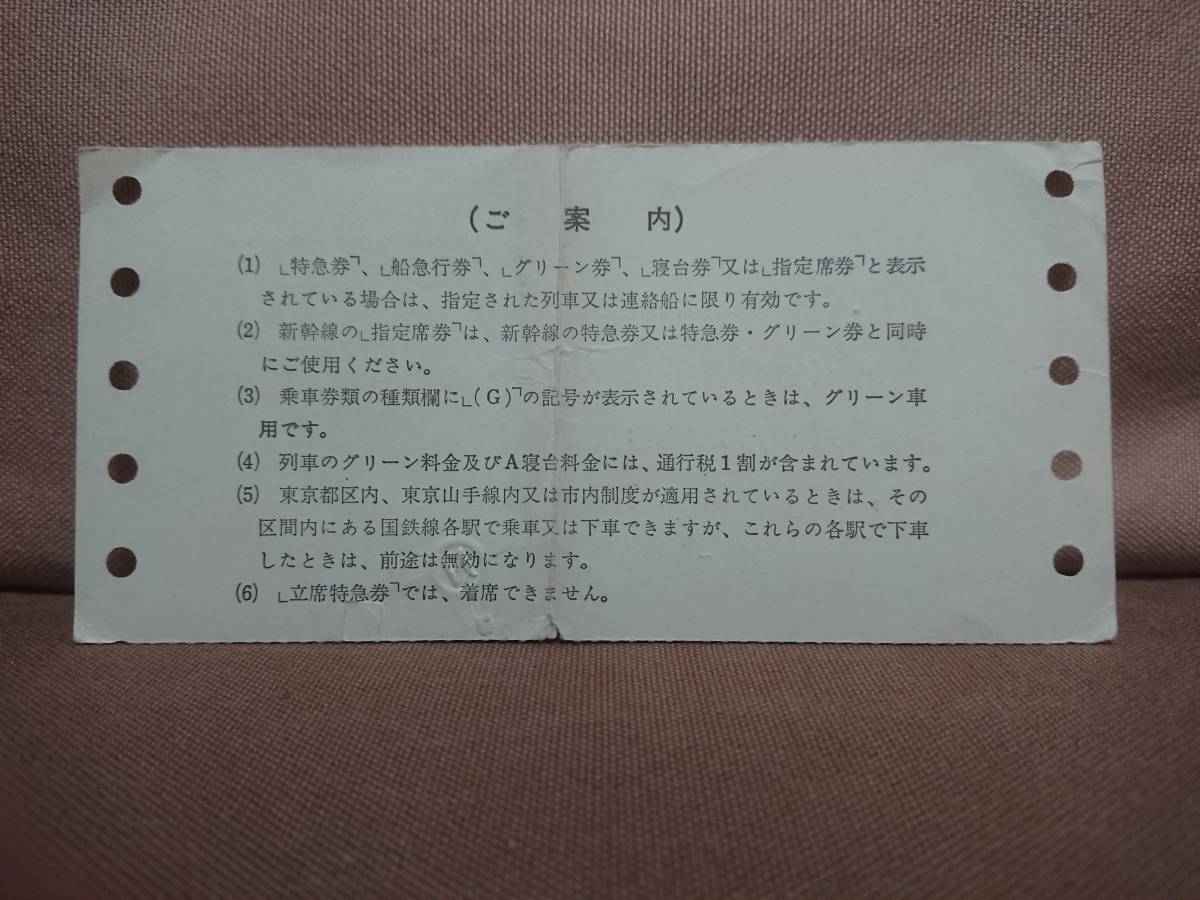 (ご案内)
(1) ﹂特急券﹁、﹂船急行券﹁、﹂グリーン券﹁、﹂寝台券﹁又は﹂指定席券﹁と表示
されている場合は、指定された列車又は連絡船に限り有効です。
(2) 新幹線の﹂指定席券﹁は、新幹線の特急券又は特急券・グリーン券と同時
にご使用ください。
(3) 乗車券類の種類欄に﹂(G)﹁の記号が表示されているときは、グリーン車
用です。
(4) 列車のグリーン料金及びA寝台料金には、通行税1割が含まれています。
(5) 東京都区内、東京山手線内又は市内制度が適用されているときは、その
区間内にある国鉄線各駅で乗車又は下車できますが、これらの各駅で下車
したときは、前途は無効になります。
(6) ﹂立席特急券﹁では、着席できません。